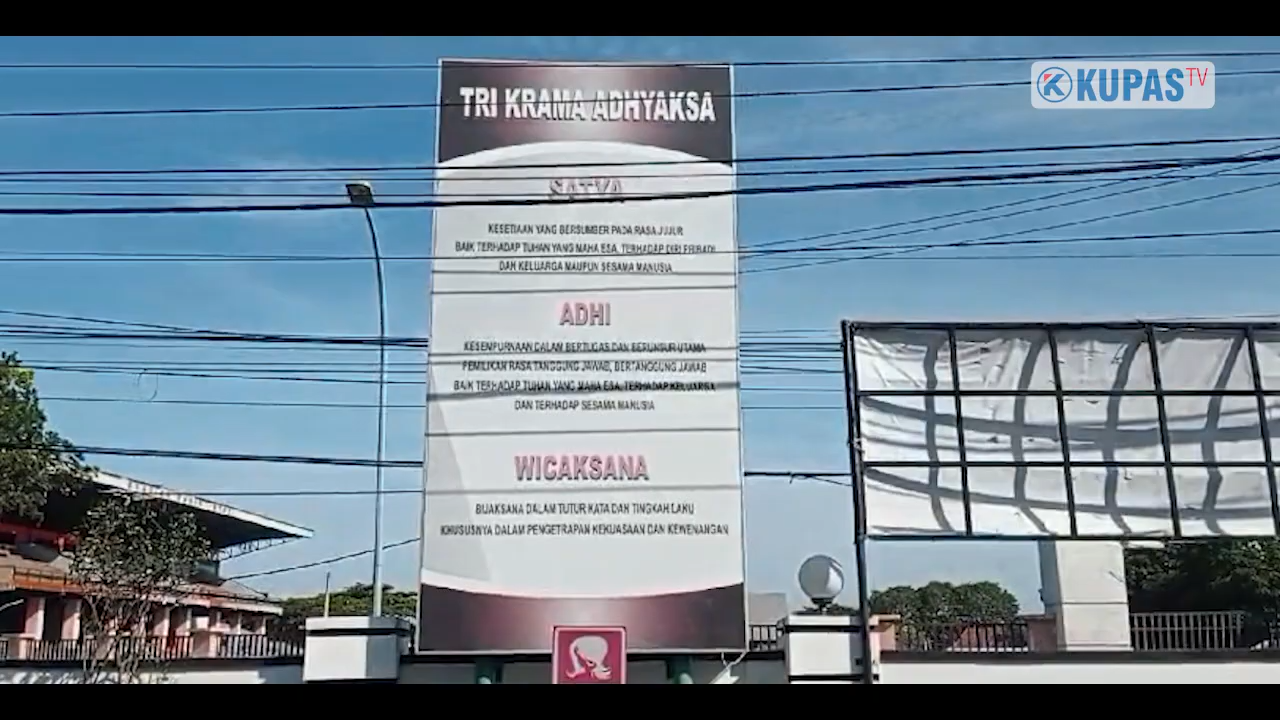 KUPAS TV
TRI KRAMA ADHYAKSA
SATYA
KESETIAAN YANG BERSUMBER PADA RASA JUJUR
BAIK TERHADAP TUHAN YANG MAHA ESA, TERHADAP DIRI PRIBADI
DAN KELUARGA MAUPUN SESAMA MANUSIA
ADHI
KESEMPURNAAN DALAM BERTUGAS DAN BERUNSUR UTAMA
PEMILIKAN RASA TANGGUNG JAWAB, BERTANGGUNG JAWAB
BAIK TERHADAP TUHAN YANG MAHA ESA, TERHADAP KELUARGA
DAN TERHADAP SESAMA MANUSIA
WICAKSANA
BIJAKSANA DALAM TUTUR KATA DAN TINGKAH LAKU
KHUSUSNYA DALAM PENGETRAPAN KEKUASAAN DAN KEWENANGAN